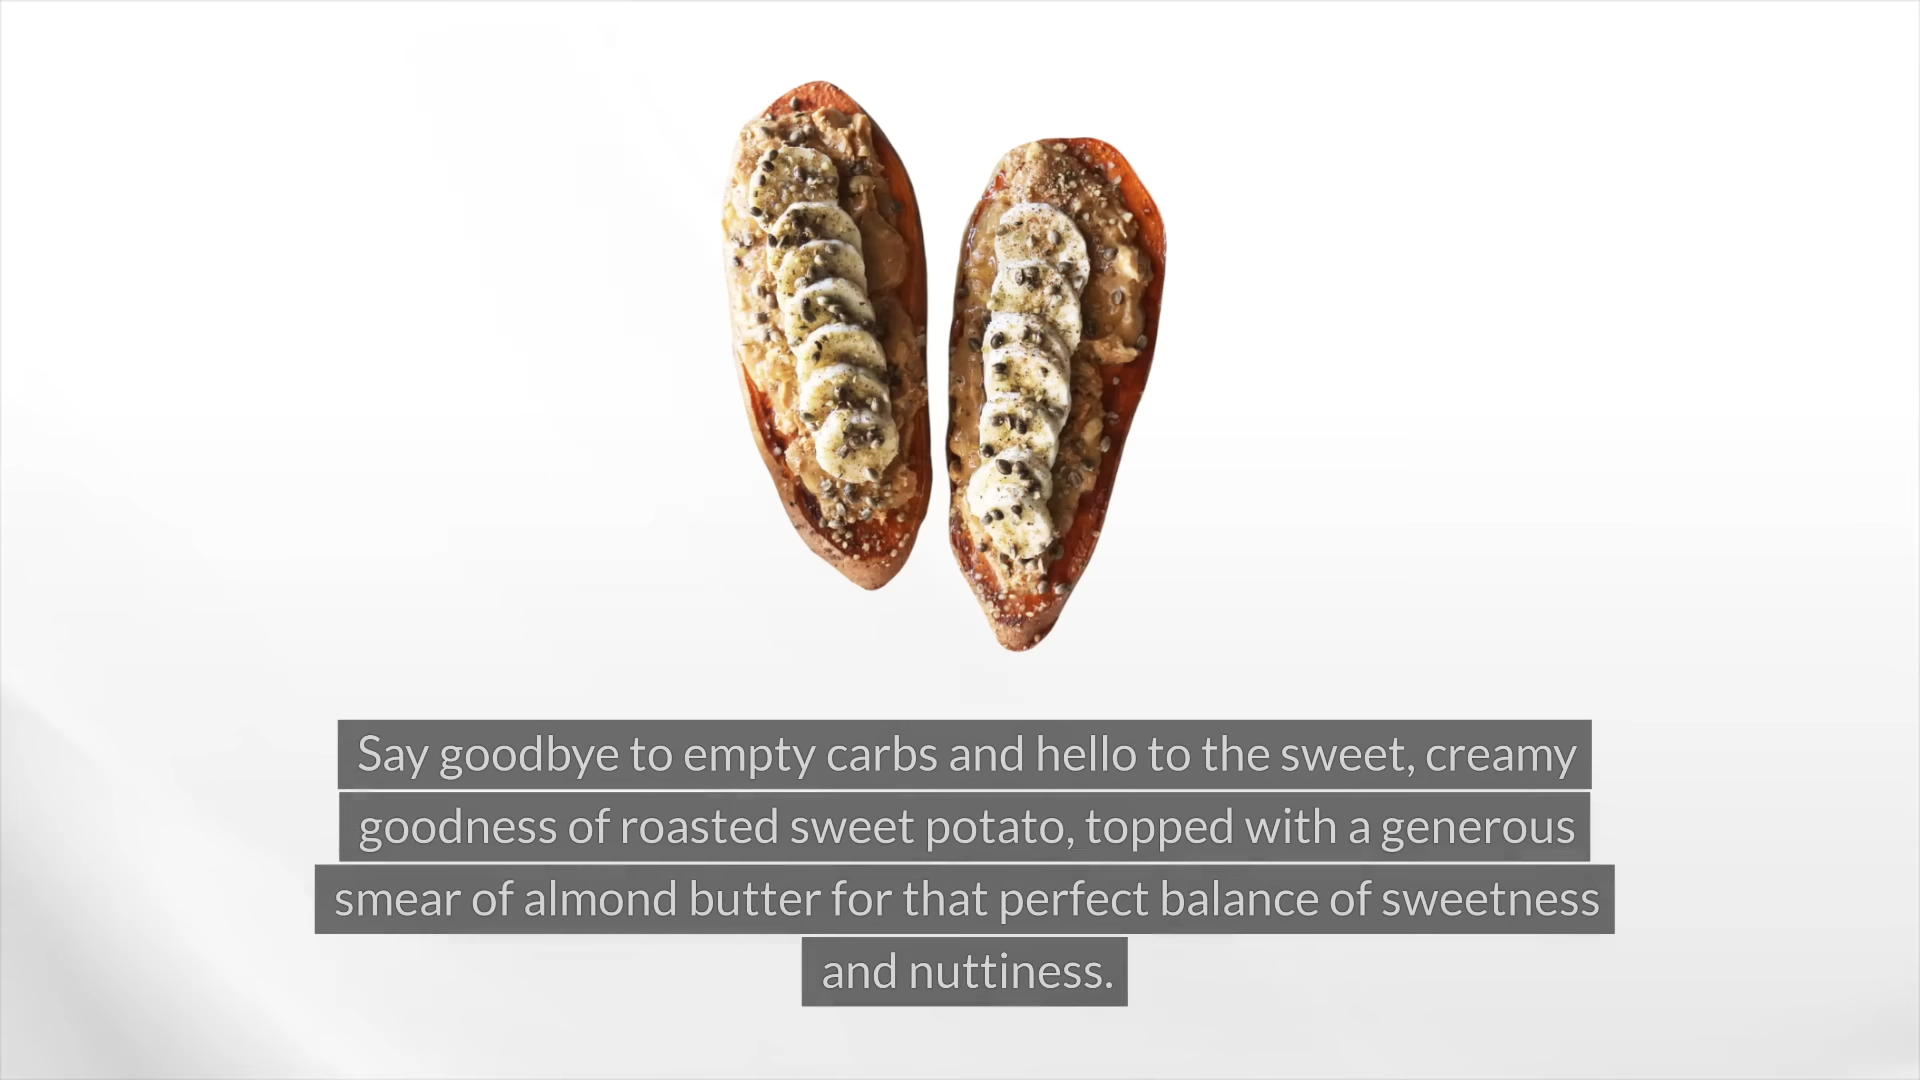 Say goodbye to empty carbs and hello to the sweet, creamy
goodness of roasted sweet potato, topped with a generous
smear of almond butter for that perfect balance of sweetness
and nuttiness.